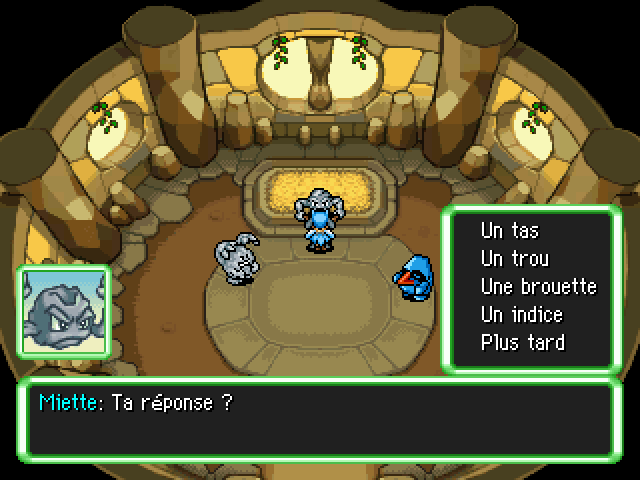 Un tas
Un trou
Une brouette
Un indice
Plus tard
Miette: Ta réponse ?